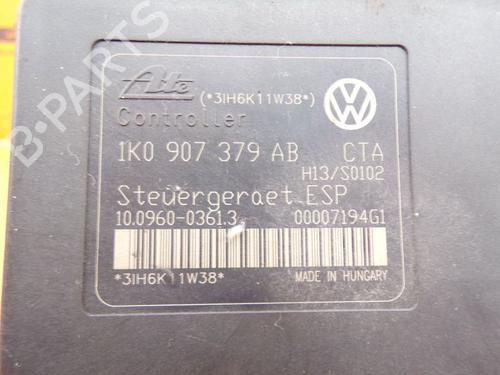 Ate (*3IH6K11W38*)
Controller
1K0 907 379 AB CTA
H13/S0102
Steuergeraet ESP
10.0960-0361.3 00007194G1
*3IH6K11W38* MADE IN HUNGARY
B PARTS